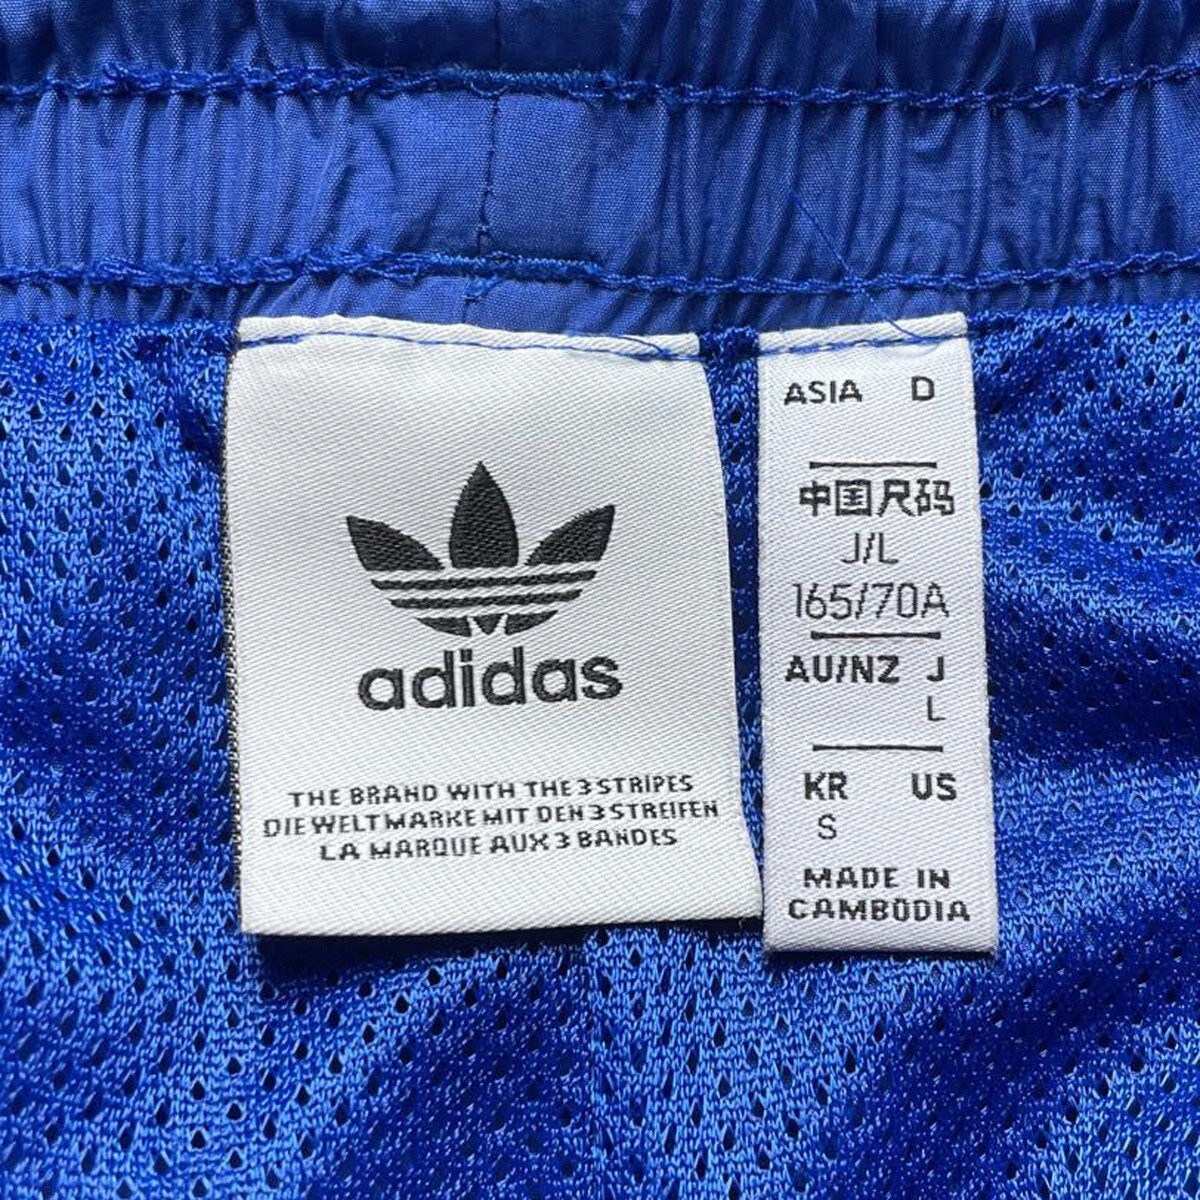 adidas
THE BRAND WITH THE 3 STRIPES
DIE WELTMARKE MIT DEN 3 STREIFEN
LA MARQUE AUX 3 BANDES
ASIA D
中国尺码
J/L
165/70A
AU/NZ J
L
KR US
S
MADE IN
CAMBODIA